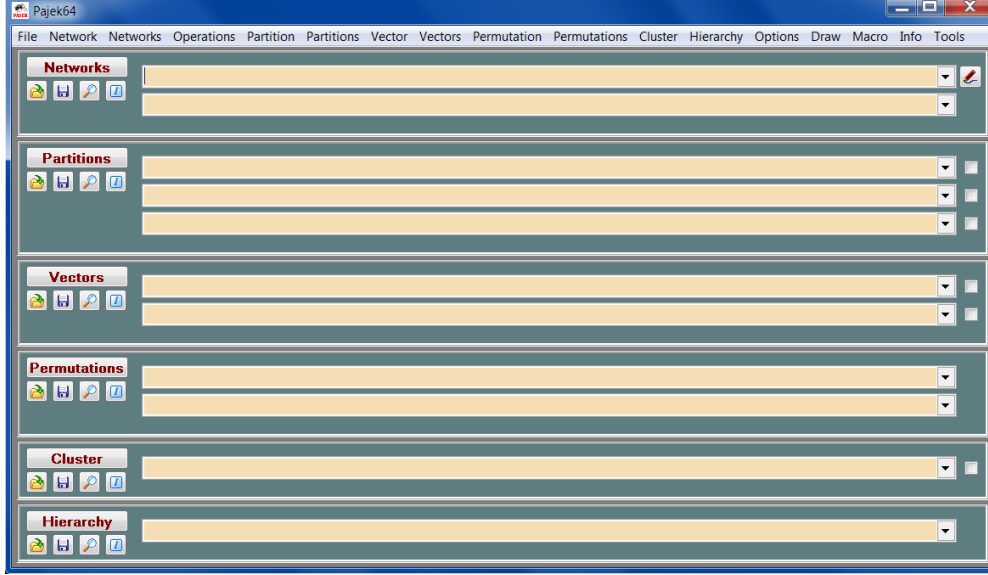 Pajek64
File Network Networks Operations Partition Partitions Vector Vectors Permutation Permutations Cluster Hierarchy Options Draw Macro Info Tools
Networks
Partitions
Vectors
Permutations
Cluster
Hierarchy